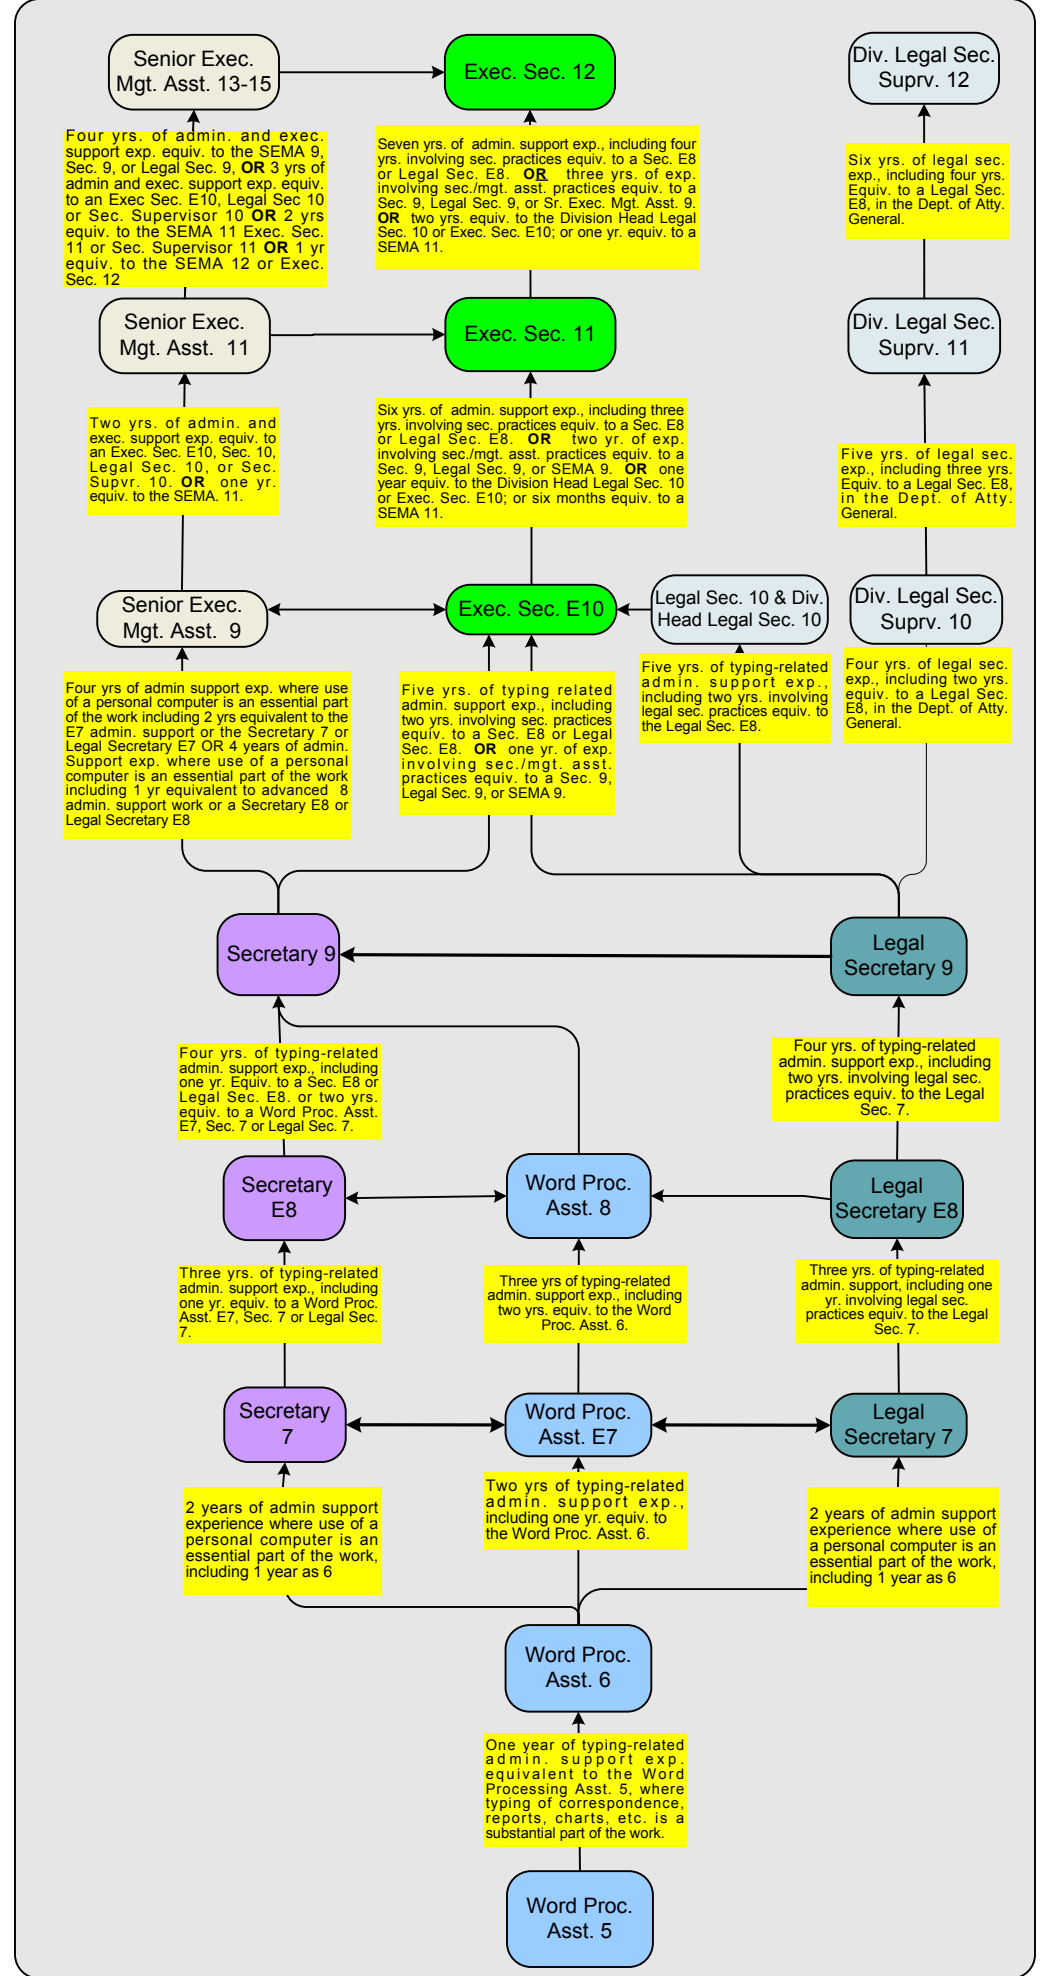 Senior Exec.
Mgt. Asst. 13-15
Exec. Sec. 12
Div. Legal Sec.
Suprv. 12
Four yrs. of admin. and exec.
support exp. equiv. to the SEMA 9,
Sec. 9, or Legal Sec. 9, OR 3 yrs of
admin and exec. support exp. equiv.
to an Exec Sec. E10, Legal Sec 10
or Sec. Supervisor 10 OR 2 yrs
equiv. to the SEMA 11 Exec. Sec.
11 or Sec. Supervisor 11 OR 1 yr
equiv. to the SEMA 12 or Exec.
Sec. 12
Seven yrs. of admin. support exp., including four
yrs. involving sec. practices equiv. to a Sec. E8
or Legal Sec. E8. OR three yrs. of exp.
involving sec./mgt. asst. practices equiv. to a
Sec. 9, Legal Sec. 9, or Sr. Exec. Mgt. Asst. 9.
OR two yrs. equiv. to the Division Head Legal
Sec. 10 or Exec. Sec. E10; or one yr. equiv. to a
SEMA 11.
Six yrs. of legal sec.
exp., including four yrs.
Equiv. to a Legal Sec.
E8, in the Dept. of Atty.
General.
Senior Exec.
Mgt. Asst. 11
Exec. Sec. 11
Div. Legal Sec.
Suprv. 11
Two yrs. of admin. and
exec. support exp. equiv. to
an Exec. Sec. E10, Sec. 10,
Legal Sec. 10, or Sec.
Supvr. 10. OR one yr.
equiv. to the SEMA. 11.
Six yrs. of admin. support exp., including three
yrs. involving sec. practices equiv. to a Sec. E8
or Legal Sec. E8. OR two yr. of exp.
involving sec./mgt. asst. practices equiv. to a
Sec. 9, Legal Sec. 9, or SEMA 9. OR one
year equiv. to the Division Head Legal Sec. 10
or Exec. Sec. E10; or six months equiv. to a
SEMA 11.
Five yrs. of legal sec.
exp., including three yrs.
Equiv. to a Legal Sec. E8,
in the Dept. of Atty.
General.
Senior Exec.
Mgt. Asst. 9
Exec. Sec. E10
Legal Sec. 10 & Div.
Head Legal Sec. 10
Div. Legal Sec.
Suprv. 10
Four yrs of admin support exp. where use
of a personal computer is an essential part
of the work including 2 yrs equivalent to the
E7 admin. support or the Secretary 7 or
Legal Secretary E7 OR 4 years of admin.
Support exp. where use of a personal
computer is an essential part of the work
including 1 yr equivalent to advanced 8
admin. support work or a Secretary E8 or
Legal Secretary E8
Five yrs. of typing related
admin. support exp., including
two yrs. involving sec. practices
equiv. to a Sec. E8 or Legal
Sec. E8. OR one yr. of exp.
involving sec./mgt. asst.
practices equiv. to a Sec. 9,
Legal Sec. 9, or SEMA 9.
Five yrs. of typing-related
admin. support exp.,
including two yrs. involving
legal sec. practices equiv. to
the Legal Sec. E8.
Four yrs. of legal sec.
exp., including two yrs.
equiv. to a Legal Sec.
E8, in the Dept. of Atty.
General.
Secretary 9
Legal
Secretary 9
Four yrs. of typing-related
admin. support exp., including
one yr. Equiv. to a Sec. E8 or
Legal Sec. E8. or two yrs.
equiv. to a Word Proc. Asst.
E7, Sec. 7 or Legal Sec. 7.
Four yrs. of typing-related
admin. support exp., including
two yrs. involving legal sec.
practices equiv. to the Legal
Sec. 7.
Secretary
E8
Word Proc.
Asst. 8
Legal
Secretary E8
Three yrs. of typing-related
admin. support exp., including
one yr. equiv. to a Word Proc.
Asst. E7, Sec. 7 or Legal Sec.
7.
Three yrs of typing-related
admin. support exp., including
two yrs. equiv. to the Word
Proc. Asst. 6.
Three yrs. of typing-related
admin. support, including one
yr. involving legal sec.
practices equiv. to the Legal
Sec. 7.
Secretary
7
Word Proc.
Asst. E7
Legal
Secretary 7
2 years of admin support
experience where use of a
personal computer is an
essential part of the work,
including 1 year as 6
Two yrs of typing-related
admin. support exp.,
including one yr. equiv. to
the Word Proc. Asst. 6.
2 years of admin support
experience where use of
a personal computer is an
essential part of the work,
including 1 year as 6
Word Proc.
Asst. 6
One year of typing-related
admin. support exp.
equivalent to the Word
Processing Asst. 5, where
typing of correspondence,
reports, charts, etc. is a
substantial part of the work.
Word Proc.
Asst. 5